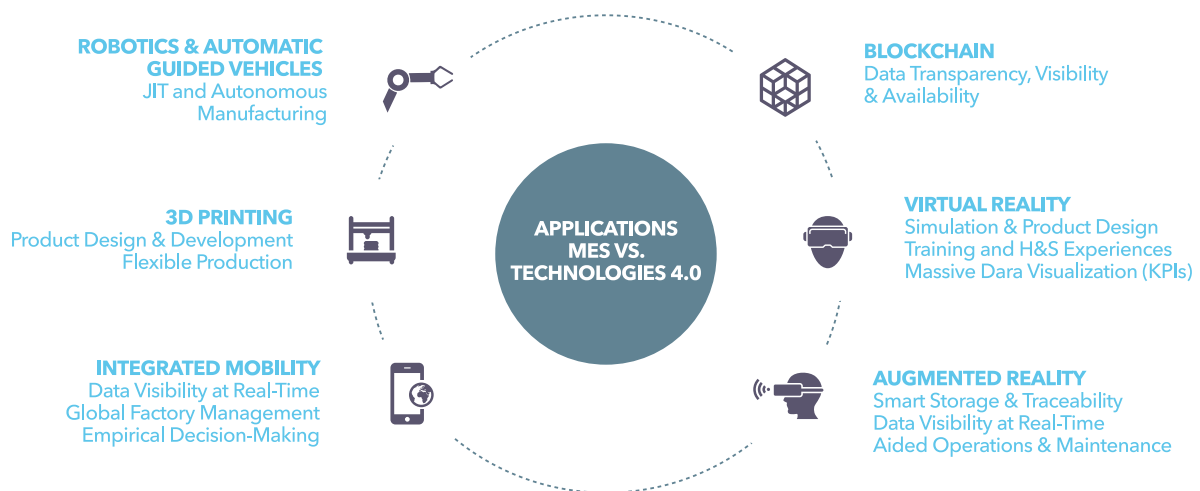 ROBOTICS & AUTOMATIC
GUIDED VEHICLES
JIT and Autonomous
Manufacturing
BLOCKCHAIN
Data Transparency, Visibility
& Availability
3D PRINTING
Product Design & Development
Flexible Production
APPLICATIONS
MES VS.
TECHNOLOGIES 4.0
VIRTUAL REALITY
Simulation & Product Design
Training and H&S Experiences
Massive Dara Visualization (KPIs)
INTEGRATED MOBILITY
Data Visibility at Real-Time
Global Factory Management
Empirical Decision-Making
AUGMENTED REALITY
Smart Storage & Traceability
Data Visibility at Real-Time
Aided Operations & Maintenance